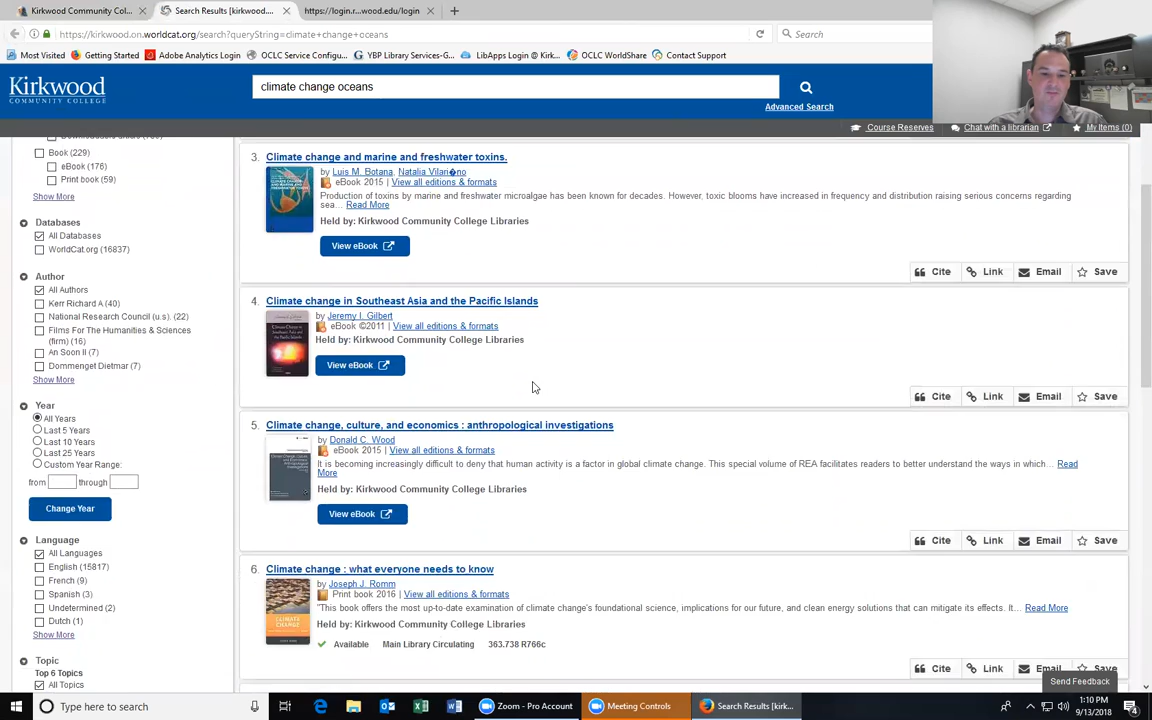 Kirkwood Community Col...
Search Results [kirkwood....
https://login.r...wood.edu/login
https://kirkwood.on.worldcat.org/search?queryString=climate+change+oceans
Search
Most Visited
Getting Started
Adobe Analytics Login
OCLC Service Configu...
YBP Library Services-G...
LibApps Login @ Kirk...
OCLC WorldShare
Contact Support
Kirkwood
COMMUNITY COLLEGE
climate change oceans
Advanced Search
Course Reserves
Chat with a librarian
My Items (0)
Book (229)
eBook (176)
Print book (59)
Show More
Databases
All Databases
WorldCat.org (16837)
Author
All Authors
Kerr Richard A (40)
National Research Council (u.s). (22)
Films For The Humanities & Sciences
(firm) (16)
An Soon Il (7)
Dommenget Dietmar (7)
Show More
Year
All Years
Last 5 Years
Last 10 Years
Last 25 Years
Custom Year Range:
from
through
Change Year
Language
All Languages
English (15817)
French (9)
Spanish (3)
Undetermined (2)
Dutch (1)
Show More
Topic
Top 6 Topics
All Topics
3. Climate change and marine and freshwater toxins.
by Luis M. Botana, Natalia Vilari�no
eBook 2015 | View all editions & formats
Production of toxins by marine and freshwater microalgae has been known for decades. However, toxic blooms have increased in frequency and distribution raising serious concerns regarding
sea... Read More
Held by: Kirkwood Community College Libraries
View eBook
Cite Link Email Save
4. Climate change in Southeast Asia and the Pacific Islands
by Jeremy I. Gilbert
eBook ©2011 | View all editions & formats
Held by: Kirkwood Community College Libraries
View eBook
Cite Link Email Save
5. Climate change, culture, and economics : anthropological investigations
by Donald C. Wood
eBook 2015 | View all editions & formats
It is becoming increasingly difficult to deny that human activity is a factor in global climate change. This special volume of REA facilitates readers to better understand the ways in which... Read
More
Held by: Kirkwood Community College Libraries
View eBook
Cite Link Email Save
6. Climate change : what everyone needs to know
by Joseph J. Romm
Print book 2016 | View all editions & formats
"This book offers the most up-to-date examination of climate change's foundational science, implications for our future, and clean energy solutions that can mitigate its effects. It... Read More
Held by: Kirkwood Community College Libraries
Available Main Library Circulating 363.738 R766c
Cite Link Email Save
Send Feedback
Type here to search
Zoom - Pro Account
Meeting Controls
Search Results [kirk...
1:10 PM
9/13/2018